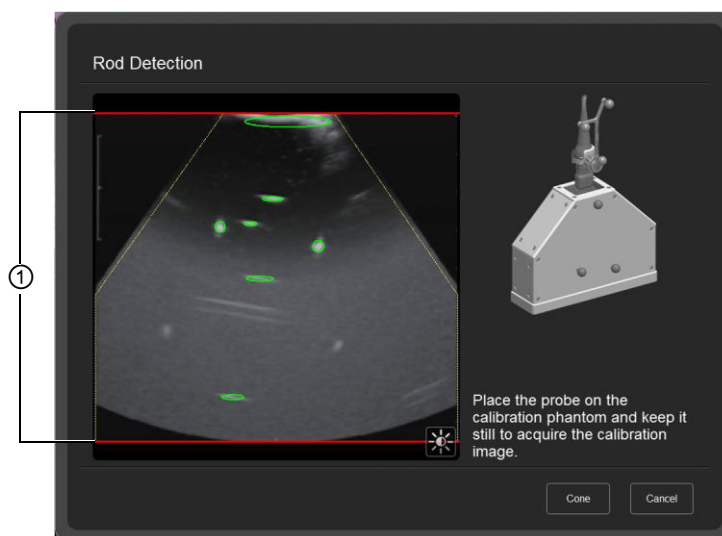 Rod Detection
①
Place the probe on the
calibration phantom and keep it
still to acquire the calibration
image.
Cone
Cancel